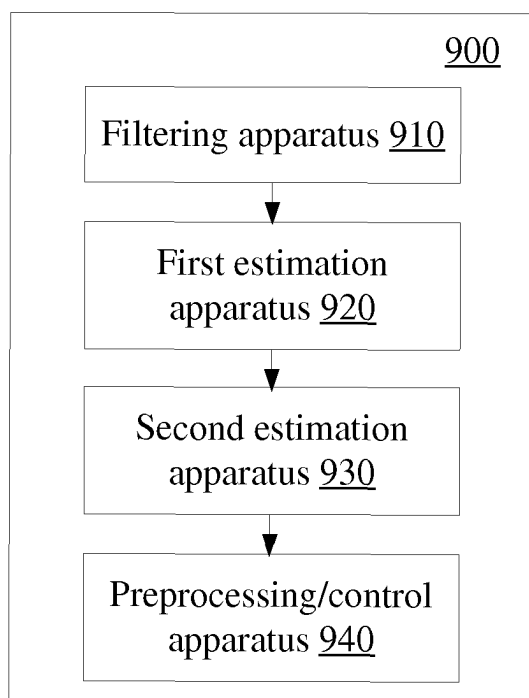 900
Filtering apparatus 910
First estimation
apparatus 920
Second estimation
apparatus 930
Preprocessing/control
apparatus 940